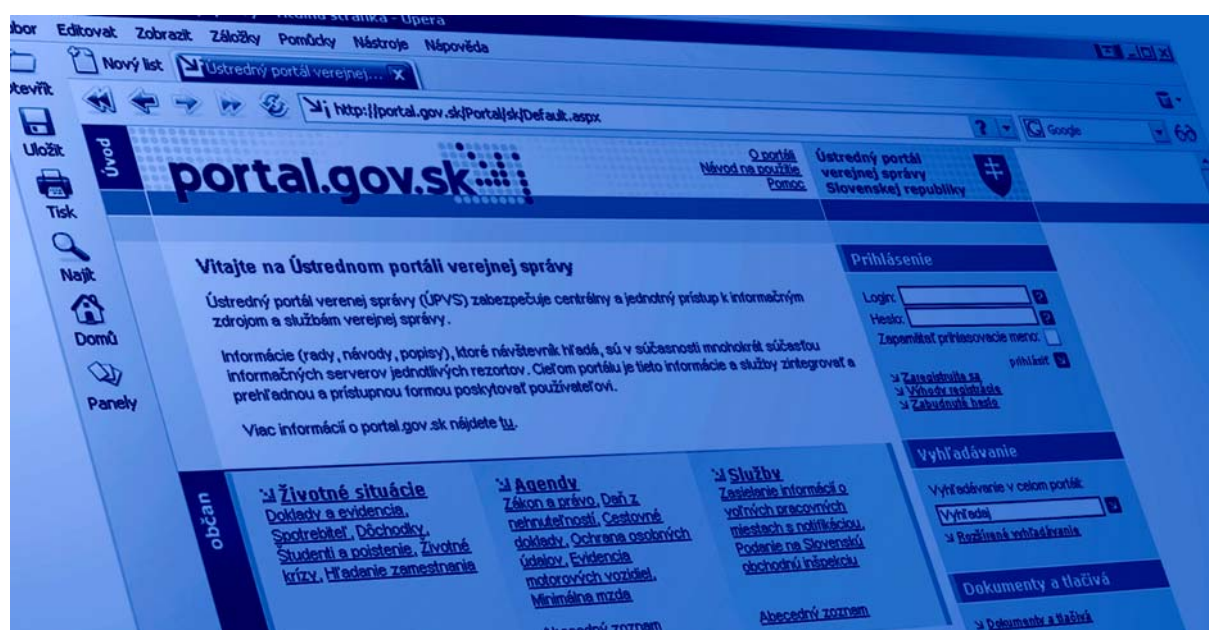 Editovat Zobrazit Záložky Pomůcky Nástroje Nápověda
Nový list
Ústredný portál verejnej... X
http://portal.gov.sk/Portal/sk/Default.aspx
? Google
Uložit
Tisk
Najít
Domů
Panely
Úvod
portal.gov.sk
O portáli
Návod na použitie
Pomoc
Ústredný portál
verejnej správy
Slovenskej republiky
Vitajte na Ústrednom portáli verejnej správy
Ústredný portál verenej správy (ÚPVS) zabezpečuje centrálny a jednotný prístup k informačným
zdrojom a službám verejnej správy.
Informácie (rady, návody, popisy), ktoré návštevník hľadá, sú v súčasnosti mnohokrát súčasťou
informačných serverov jednotlivých rezortov. Cieľom portálu je tieto informácie a služby zintegrovať a
prehľadnou a prístupnou formou poskytovať používateľovi.
Viac informácií o portal.gov.sk nájdete tu.
Prihlásenie
Login:
Heslo:
Zapamätať prihlasovacie meno:
prihlásiť
Zaregistrujte sa
Výhody registrácie
Zabudnuté heslo
Vyhľadávanie
Vyhľadávanie v celom portáli:
Vyhľadaj
Rozšírené vyhľadávanie
Dokumenty a tlačivá
Dokumenty a tlačivá
občan
Životné situácie
Doklady a evidencia,
Spotrebiteľ, Dôchodky,
Študenti a poistenie, Životné
krízy, Hľadanie zamestnania
Agendy
Zákon a právo, Daň z
nehnuteľností, Cestovné
doklady, Ochrana osobných
údajov, Evidencia
motorových vozidiel,
Minimálna mzda
Služby
Zasielanie informácií o
voľných pracovných
miestach s notifikáciou,
Podanie na Slovenskú
obchodnú inšpekciu
Abecedný zoznam